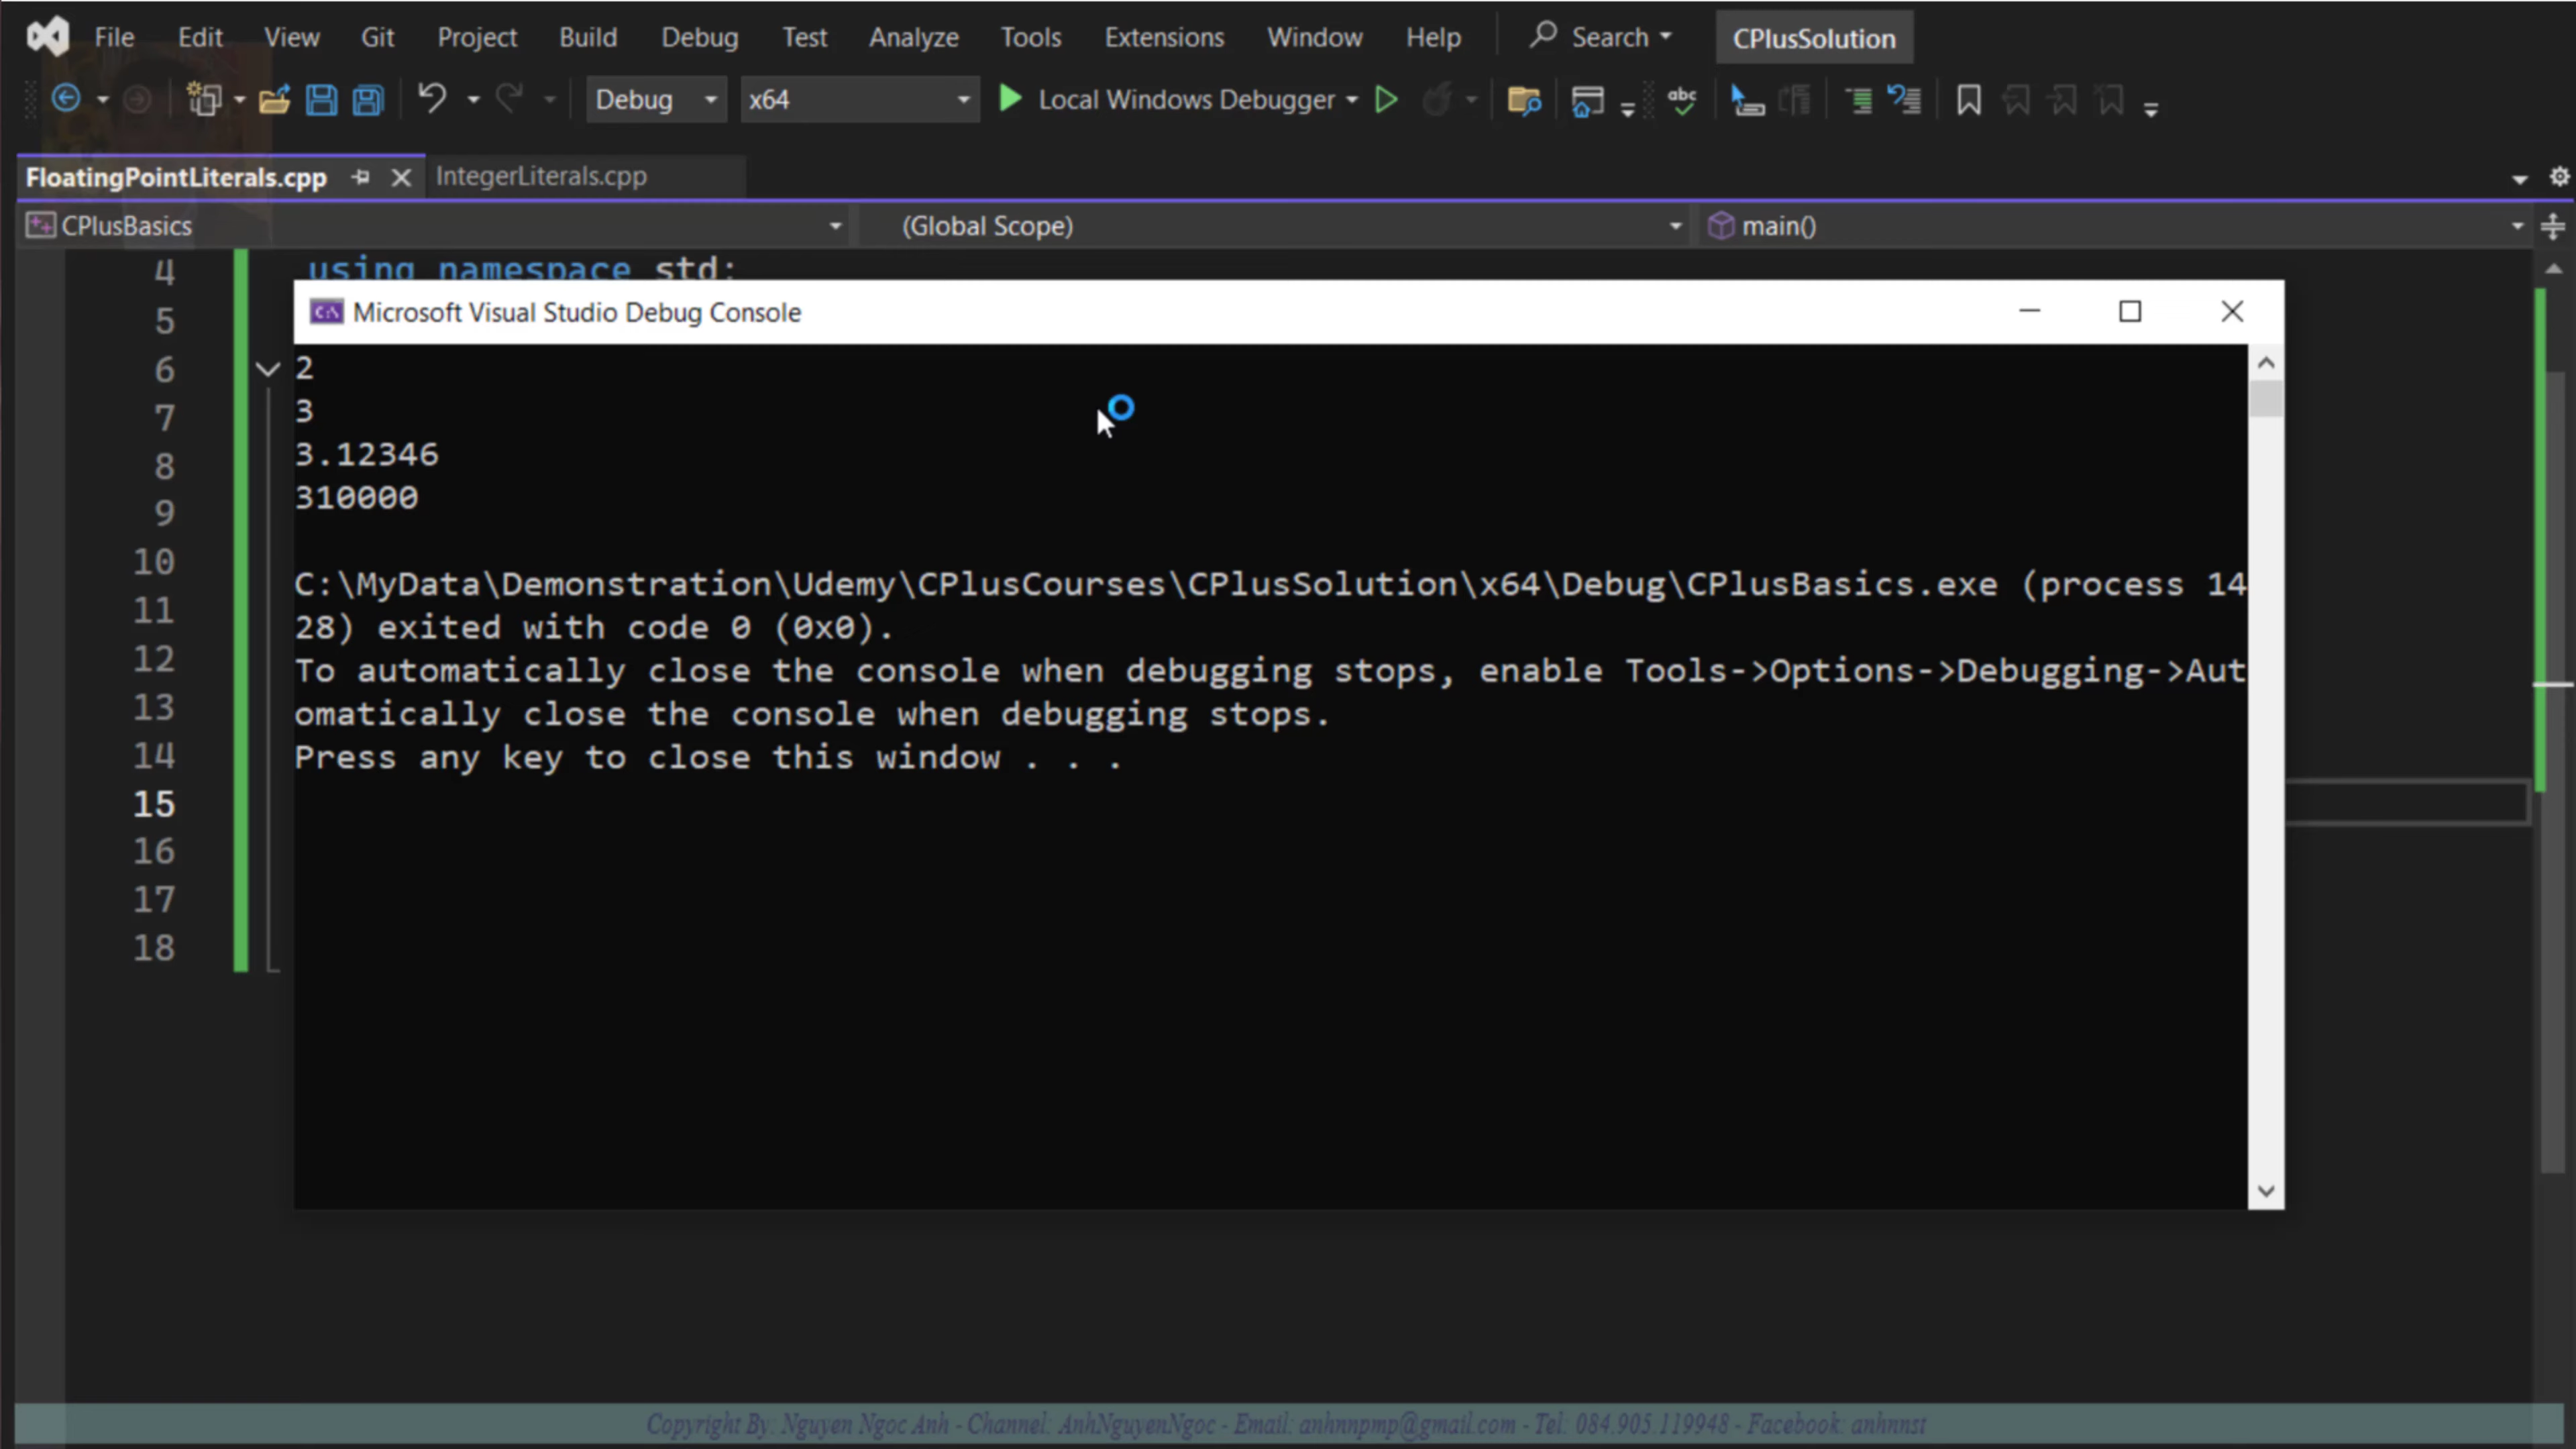 File Edit View Git Project Build Debug Test Analyze Tools Extensions Window Help Search CPlusSolution
Debug x64 Local Windows Debugger
FloatingPointLiterals.cpp IntegerLiterals.cpp
CPlusBasics (Global Scope) main()
4 using namespace std;
Microsoft Visual Studio Debug Console
5
6
7
8
9
10
11
12
13
14
15
16
17
18
2
3
3.12346
310000
C:\MyData\Demonstration\Udemy\CPlusCourses\CPlusSolution\x64\Debug\CPlusBasics.exe (process 14
28) exited with code 0 (0x0).
To automatically close the console when debugging stops, enable Tools->Options->Debugging->Aut
omatically close the console when debugging stops.
Press any key to close this window . . .
Copyright By: Nguyen Ngoc Anh - Channel: AnhNguyenNgoc - Email: anhnnpmp@gmail.com - Tel: 084.905.119948 - Facebook: anhnnst